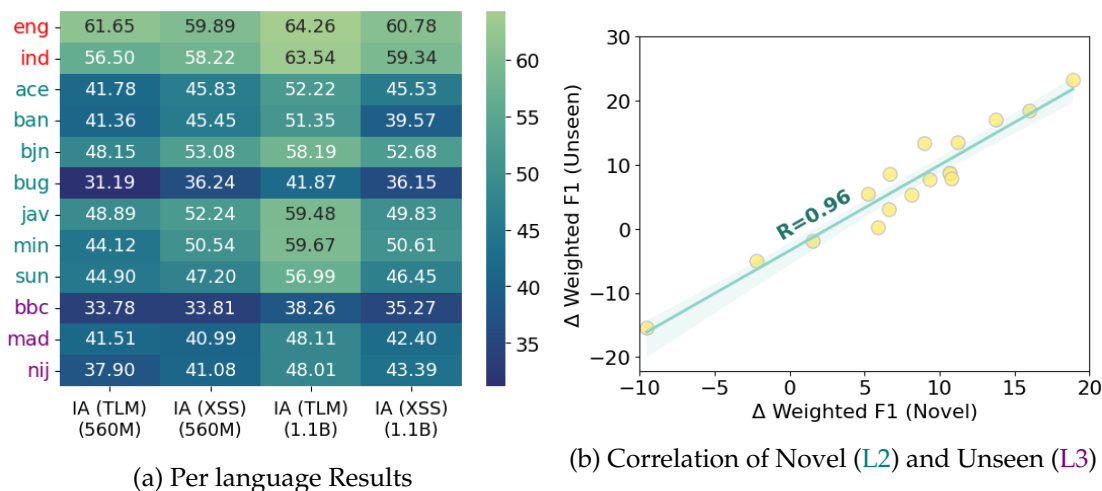 eng 61.65 59.89 64.26 60.78
ind 56.50 58.22 63.54 59.34
ace 41.78 45.83 52.22 45.53
ban 41.36 45.45 51.35 39.57
bjn 48.15 53.08 58.19 52.68
bug 31.19 36.24 41.87 36.15
jav 48.89 52.24 59.48 49.83
min 44.12 50.54 59.67 50.61
sun 44.90 47.20 56.99 46.45
bbc 33.78 33.81 38.26 35.27
mad 41.51 40.99 48.11 42.40
nij 37.90 41.08 48.01 43.39
IA (TLM) IA (XSS) IA (TLM) IA (XSS)
(560M) (560M) (1.1B) (1.1B)
60
55
50
45
40
35
(a) Per language Results
Δ Weighted F1 (Unseen)
30
20
10
0
−10
−20
R=0.96
−10 −5 0 5 10 15 20
Δ Weighted F1 (Novel)
(b) Correlation of Novel (L2) and Unseen (L3)